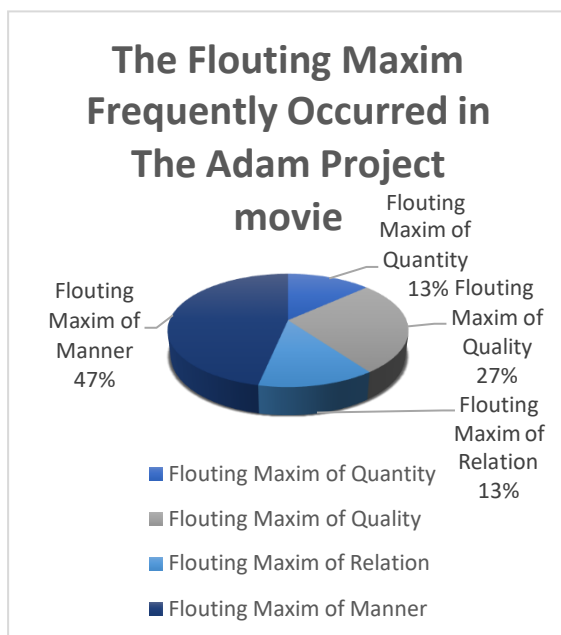 The Flouting Maxim
Frequently Occurred in
The Adam Project
movie
Flouting
Maxim of
Quantity
13%
Flouting
Maxim of
Quality
27%
Flouting
Maxim of
Relation
13%
Flouting
Maxim of
Manner
47%
Flouting Maxim of Quantity
Flouting Maxim of Quality
Flouting Maxim of Relation
Flouting Maxim of Manner